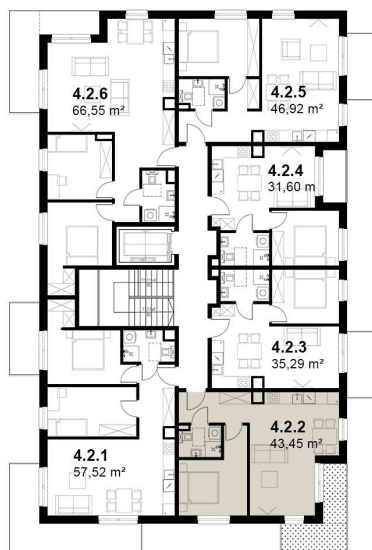 4.2.6
66,55 m²
4.2.5
46,92 m²
4.2.4
31,60 m
4.2.3
35,29 m²
4.2.2
43,45 m²
4.2.1
57,52 m²